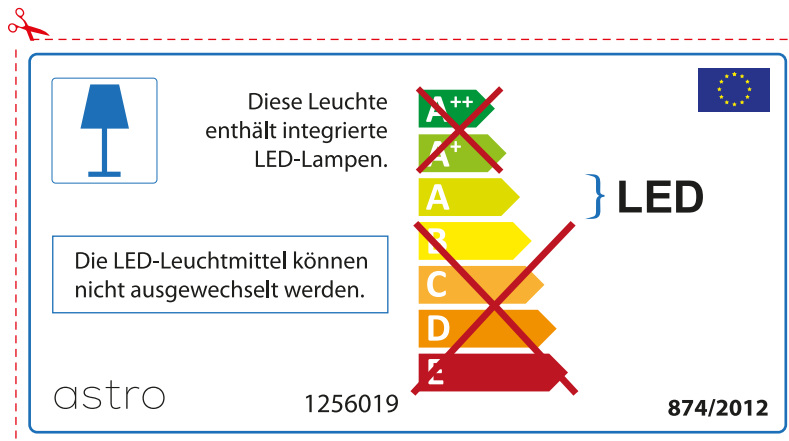 Diese Leuchte
enthält integrierte
LED-Lampen.
A++
A+
A
B
C
D
E
LED
Die LED-Leuchtmittel können
nicht ausgewechselt werden.
astro
1256019
874/2012